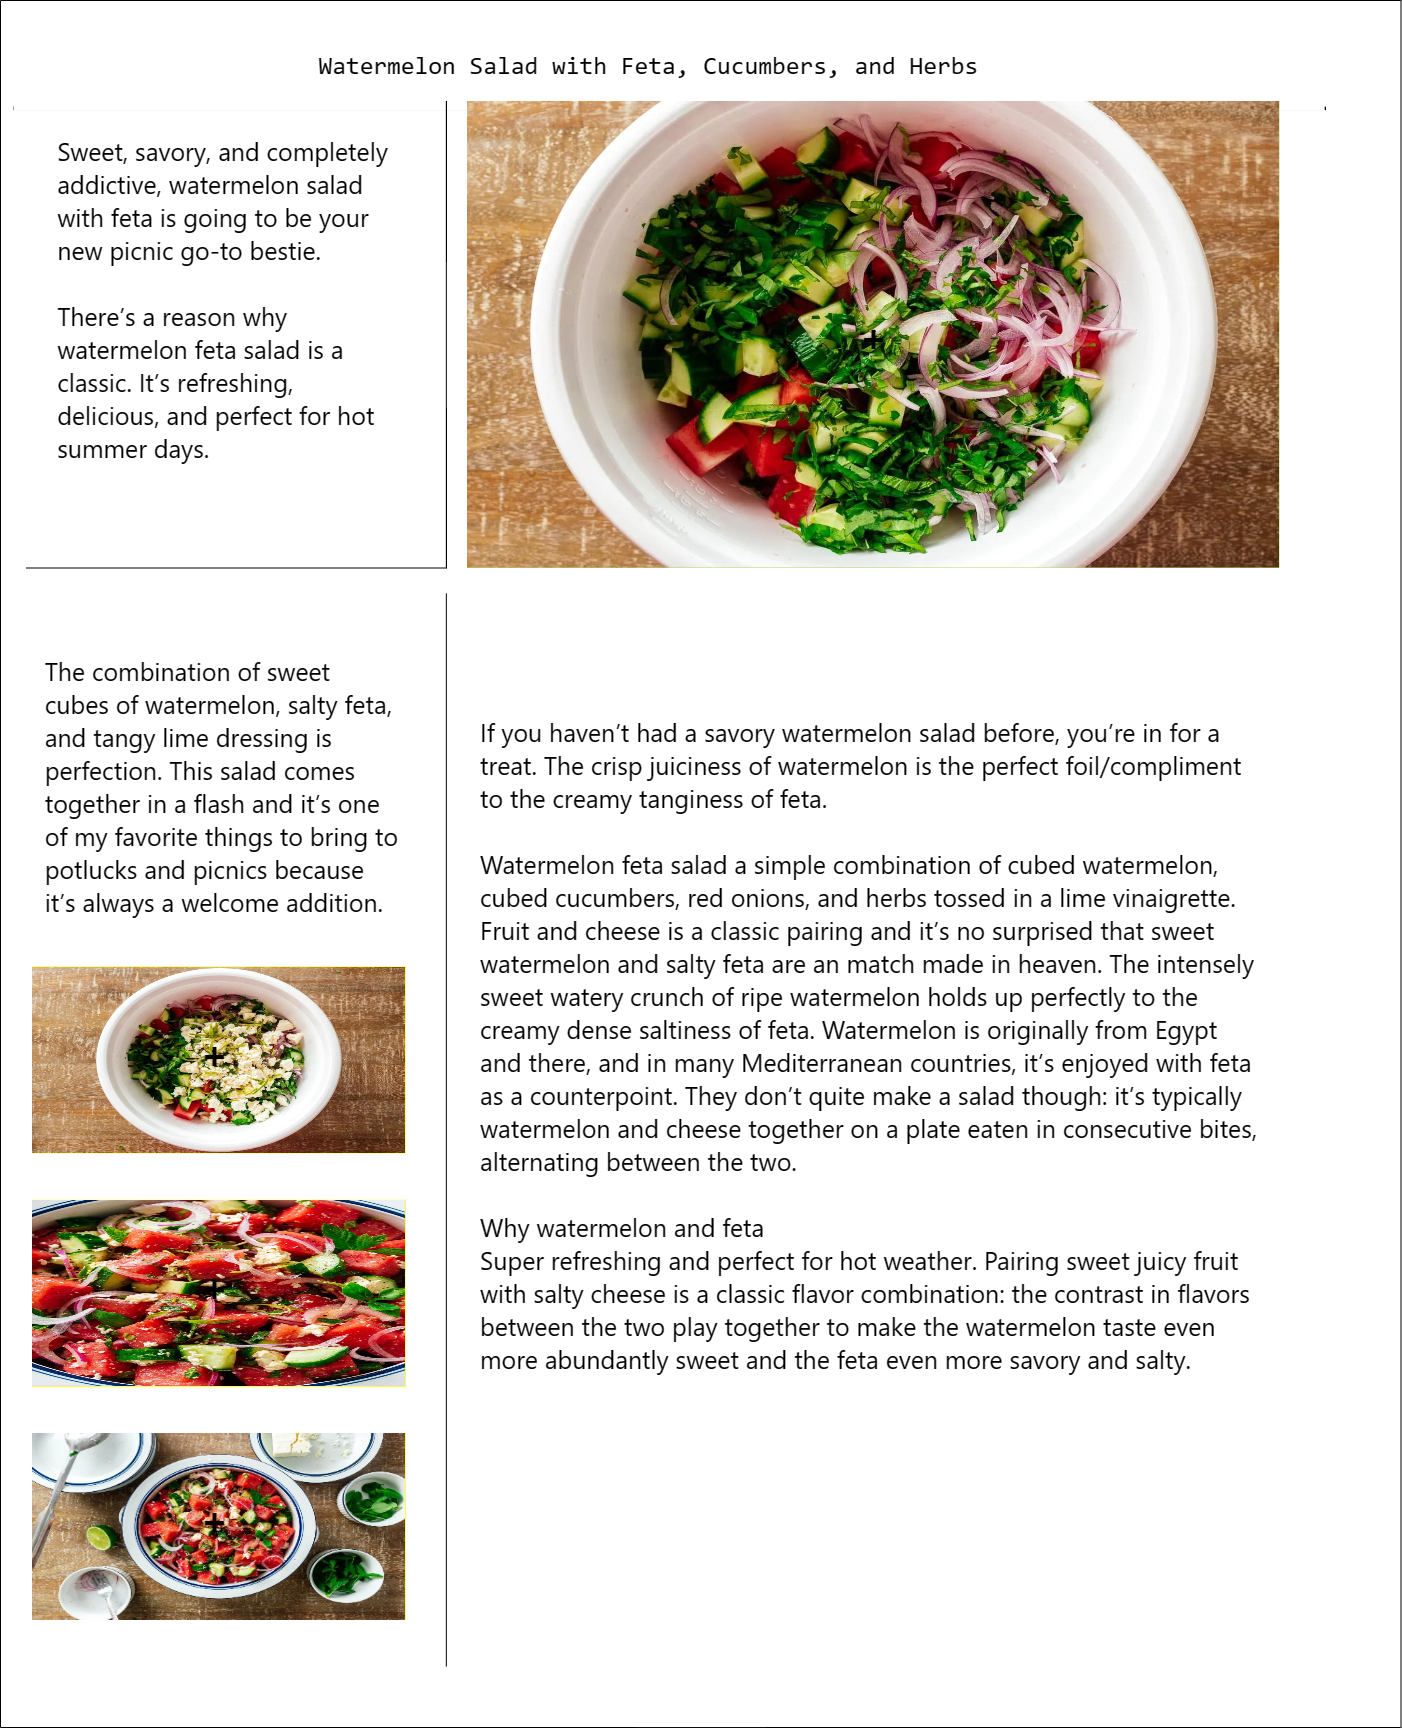 Watermelon Salad with Feta, Cucumbers, and Herbs
Sweet, savory, and completely
addictive, watermelon salad
with feta is going to be your
new picnic go-to bestie.
There’s a reason why
watermelon feta salad is a
classic. It’s refreshing,
delicious, and perfect for hot
summer days.
The combination of sweet
cubes of watermelon, salty feta,
and tangy lime dressing is
perfection. This salad comes
together in a flash and it’s one
of my favorite things to bring to
potlucks and picnics because
it’s always a welcome addition.
If you haven’t had a savory watermelon salad before, you’re in for a
treat. The crisp juiciness of watermelon is the perfect foil/compliment
to the creamy tanginess of feta.
Watermelon feta salad a simple combination of cubed watermelon,
cubed cucumbers, red onions, and herbs tossed in a lime vinaigrette.
Fruit and cheese is a classic pairing and it’s no surprised that sweet
watermelon and salty feta are an match made in heaven. The intensely
sweet watery crunch of ripe watermelon holds up perfectly to the
creamy dense saltiness of feta. Watermelon is originally from Egypt
and there, and in many Mediterranean countries, it’s enjoyed with feta
as a counterpoint. They don’t quite make a salad though: it’s typically
watermelon and cheese together on a plate eaten in consecutive bites,
alternating between the two.
Why watermelon and feta
Super refreshing and perfect for hot weather. Pairing sweet juicy fruit
with salty cheese is a classic flavor combination: the contrast in flavors
between the two play together to make the watermelon taste even
more abundantly sweet and the feta even more savory and salty.